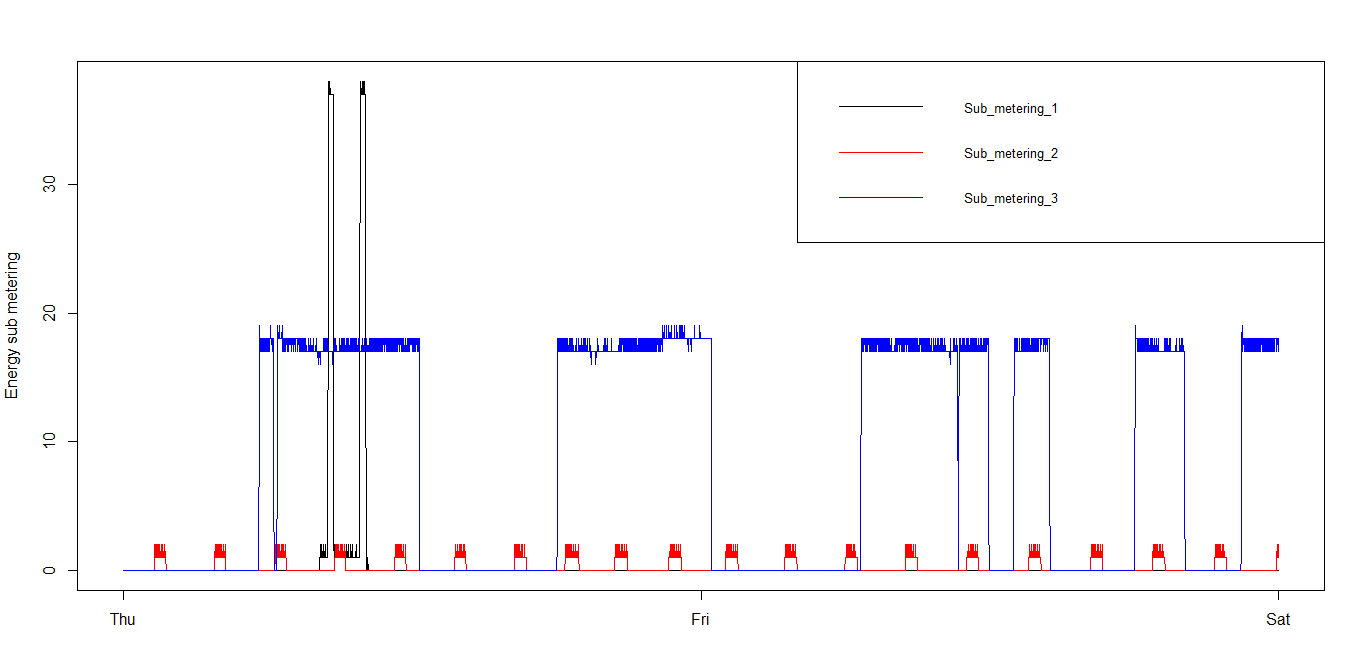 Sub_metering_1
Sub_metering_2
Sub_metering_3
Energy sub metering
30
20
10
0
Thu Fri Sat